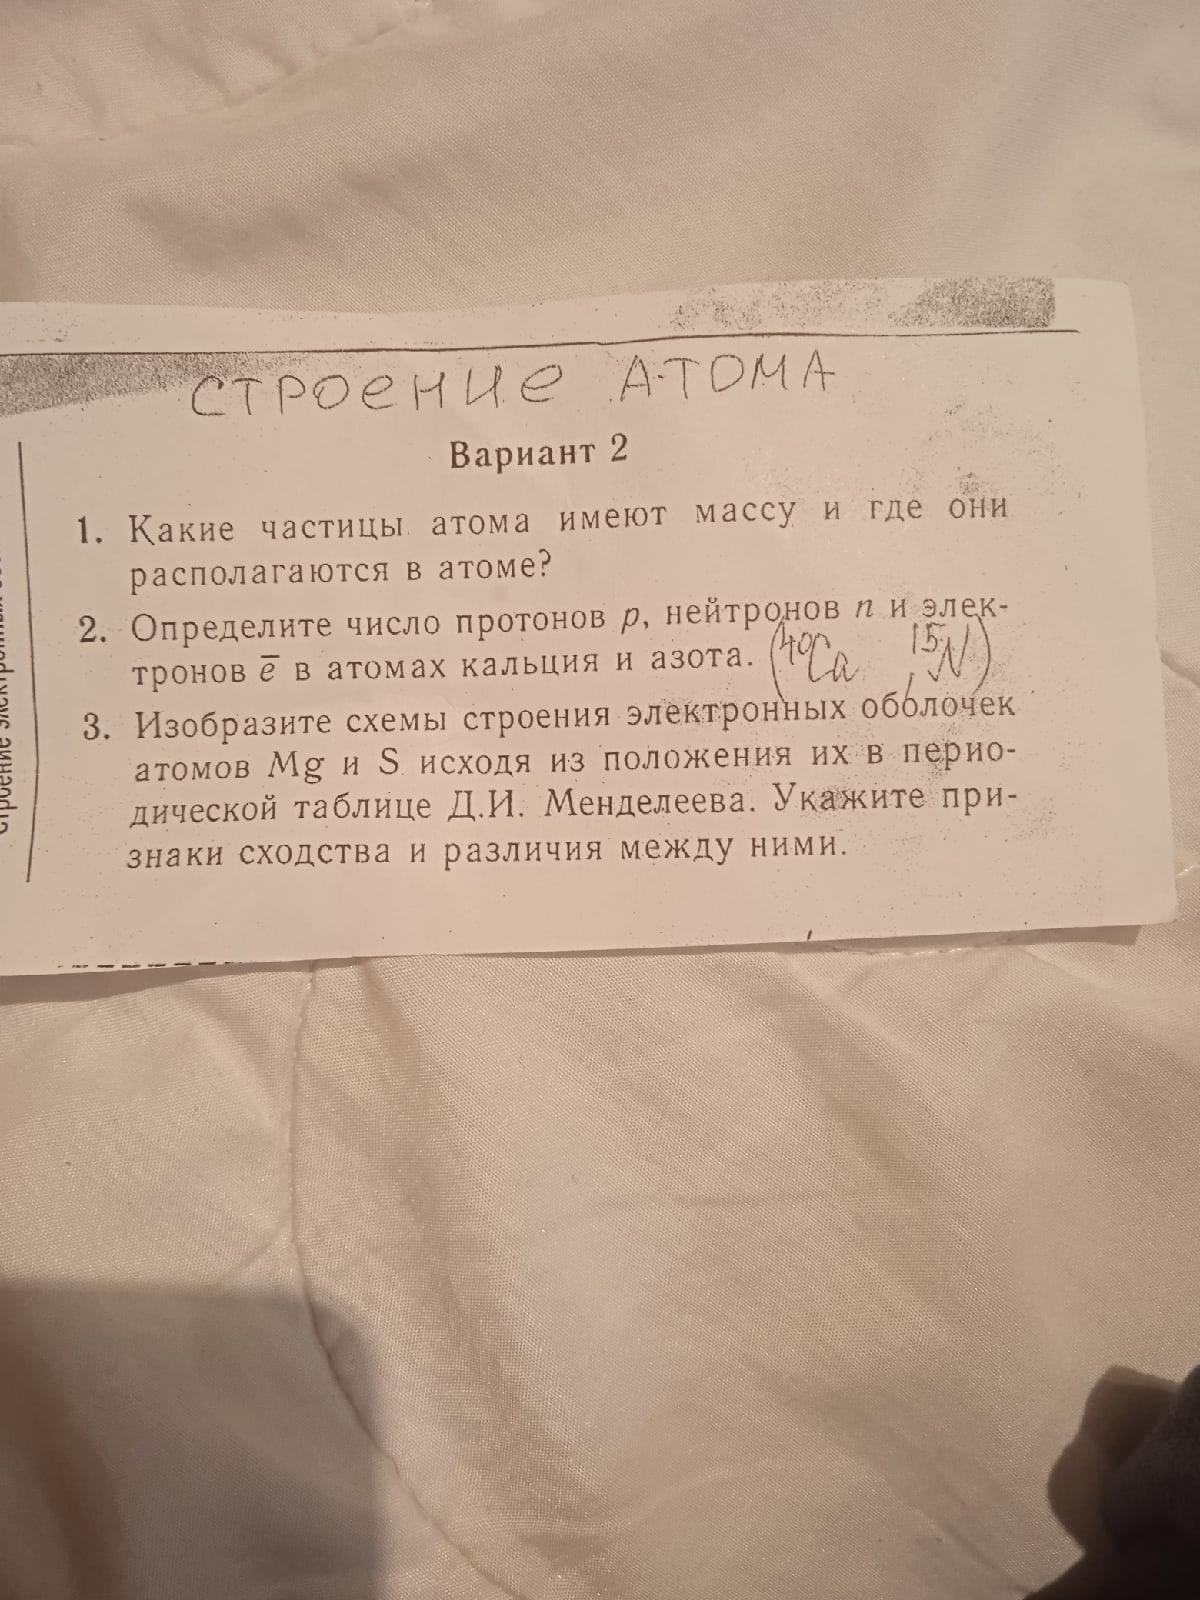 СТРОЕНИЕ АТОМА
Вариант 2
1. Какие частицы атома имеют массу и где они
располагаются в атоме?
2. Определите число протонов p, нейтронов n и элек-
тронов e̅ в атомах кальция и азота. (⁴⁰Ca, ¹⁵N)
3. Изобразите схемы строения электронных оболочек
атомов Mg и S исходя из положения их в перио-
дической таблице Д.И. Менделеева. Укажите при-
знаки сходства и различия между ними.